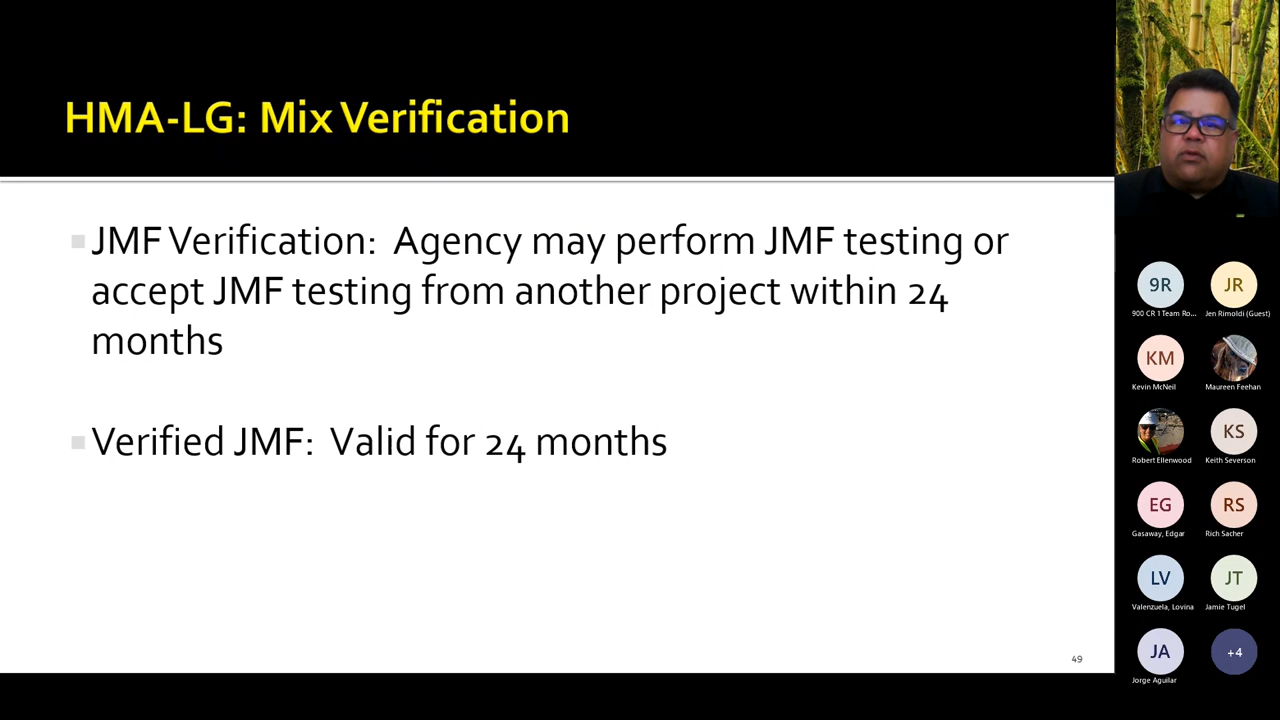 HMA-LG: Mix Verification
JMF Verification: Agency may perform JMF testing or
accept JMF testing from another project within 24
months
Verified JMF: Valid for 24 months
49
9R
900 CR 1 Team Ro...
JR
Jen Rimoldi (Guest)
KM
Kevin McNeil
Maureen Feehan
Robert Ellenwood
KS
Keith Severson
EG
Gasaway, Edgar
RS
Rich Sacher
LV
Valenzuela, Lovina
JT
Jamie Tugel
JA
Jorge Aguilar
+4